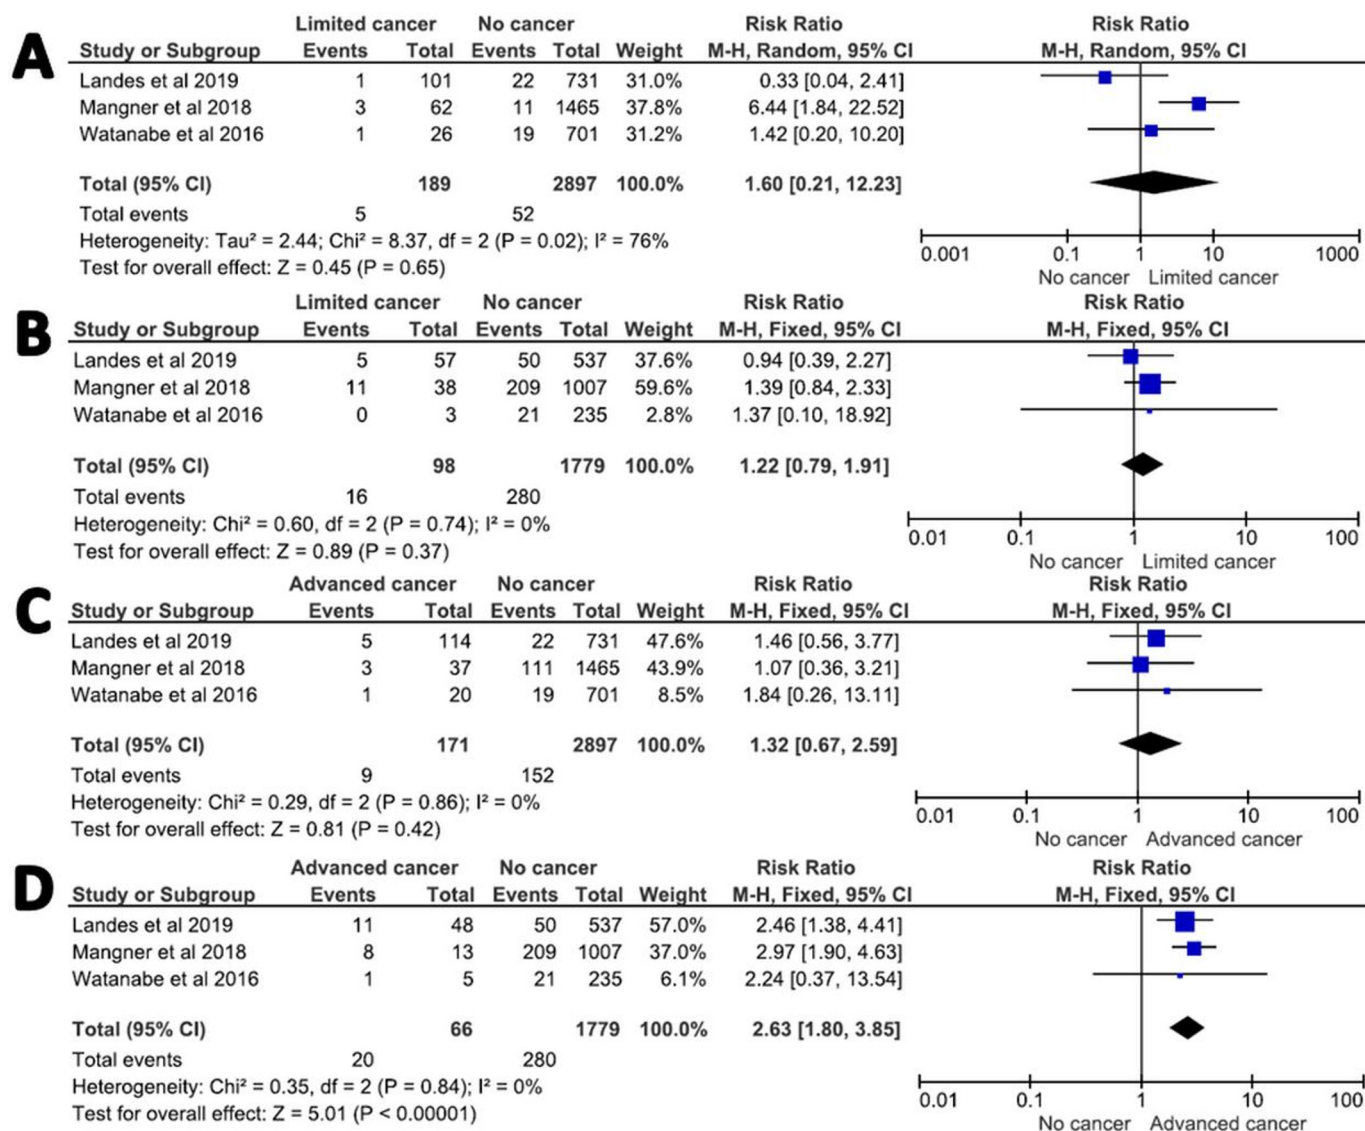 A
Limited cancer No cancer Risk Ratio Risk Ratio
Study or Subgroup Events Total Events Total Weight M-H, Random, 95% CI M-H, Random, 95% CI
Landes et al 2019 1 101 22 731 31.0% 0.33 [0.04, 2.41]
Mangner et al 2018 3 62 11 1465 37.8% 6.44 [1.84, 22.52]
Watanabe et al 2016 1 26 19 701 31.2% 1.42 [0.20, 10.20]
Total (95% CI) 189 2897 100.0% 1.60 [0.21, 12.23]
Total events 5 52
Heterogeneity: Tau² = 2.44; Chi² = 8.37, df = 2 (P = 0.02); I² = 76%
Test for overall effect: Z = 0.45 (P = 0.65)
0.001 0.1 1 10 1000
No cancer Limited cancer
B
Limited cancer No cancer Risk Ratio Risk Ratio
Study or Subgroup Events Total Events Total Weight M-H, Fixed, 95% CI M-H, Fixed, 95% CI
Landes et al 2019 5 57 50 537 37.6% 0.94 [0.39, 2.27]
Mangner et al 2018 11 38 209 1007 59.6% 1.39 [0.84, 2.33]
Watanabe et al 2016 0 3 21 235 2.8% 1.37 [0.10, 18.92]
Total (95% CI) 98 1779 100.0% 1.22 [0.79, 1.91]
Total events 16 280
Heterogeneity: Chi² = 0.60, df = 2 (P = 0.74); I² = 0%
Test for overall effect: Z = 0.89 (P = 0.37)
0.01 0.1 1 10 100
No cancer Limited cancer
C
Advanced cancer No cancer Risk Ratio Risk Ratio
Study or Subgroup Events Total Events Total Weight M-H, Fixed, 95% CI M-H, Fixed, 95% CI
Landes et al 2019 5 114 22 731 47.6% 1.46 [0.56, 3.77]
Mangner et al 2018 3 37 111 1465 43.9% 1.07 [0.36, 3.21]
Watanabe et al 2016 1 20 19 701 8.5% 1.84 [0.26, 13.11]
Total (95% CI) 171 2897 100.0% 1.32 [0.67, 2.59]
Total events 9 152
Heterogeneity: Chi² = 0.29, df = 2 (P = 0.86); I² = 0%
Test for overall effect: Z = 0.81 (P = 0.42)
0.01 0.1 1 10 100
No cancer Advanced cancer
D
Advanced cancer No cancer Risk Ratio Risk Ratio
Study or Subgroup Events Total Events Total Weight M-H, Fixed, 95% CI M-H, Fixed, 95% CI
Landes et al 2019 11 48 50 537 57.0% 2.46 [1.38, 4.41]
Mangner et al 2018 8 13 209 1007 37.0% 2.97 [1.90, 4.63]
Watanabe et al 2016 1 5 21 235 6.1% 2.24 [0.37, 13.54]
Total (95% CI) 66 1779 100.0% 2.63 [1.80, 3.85]
Total events 20 280
Heterogeneity: Chi² = 0.35, df = 2 (P = 0.84); I² = 0%
Test for overall effect: Z = 5.01 (P < 0.00001)
0.01 0.1 1 10 100
No cancer Advanced cancer